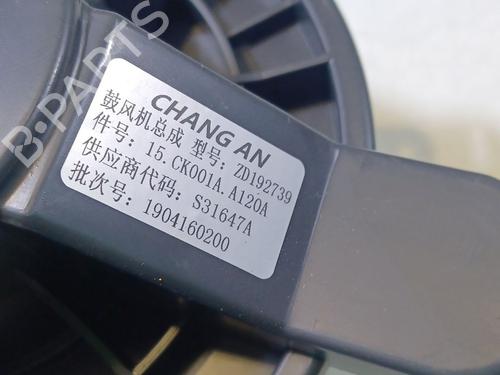 B-PARTS
CHANG AN
鼓风机总成 型号: ZD192739
件号: 15.CK001A.A120A
供应商代码: S31647A
批次号: 1904160200